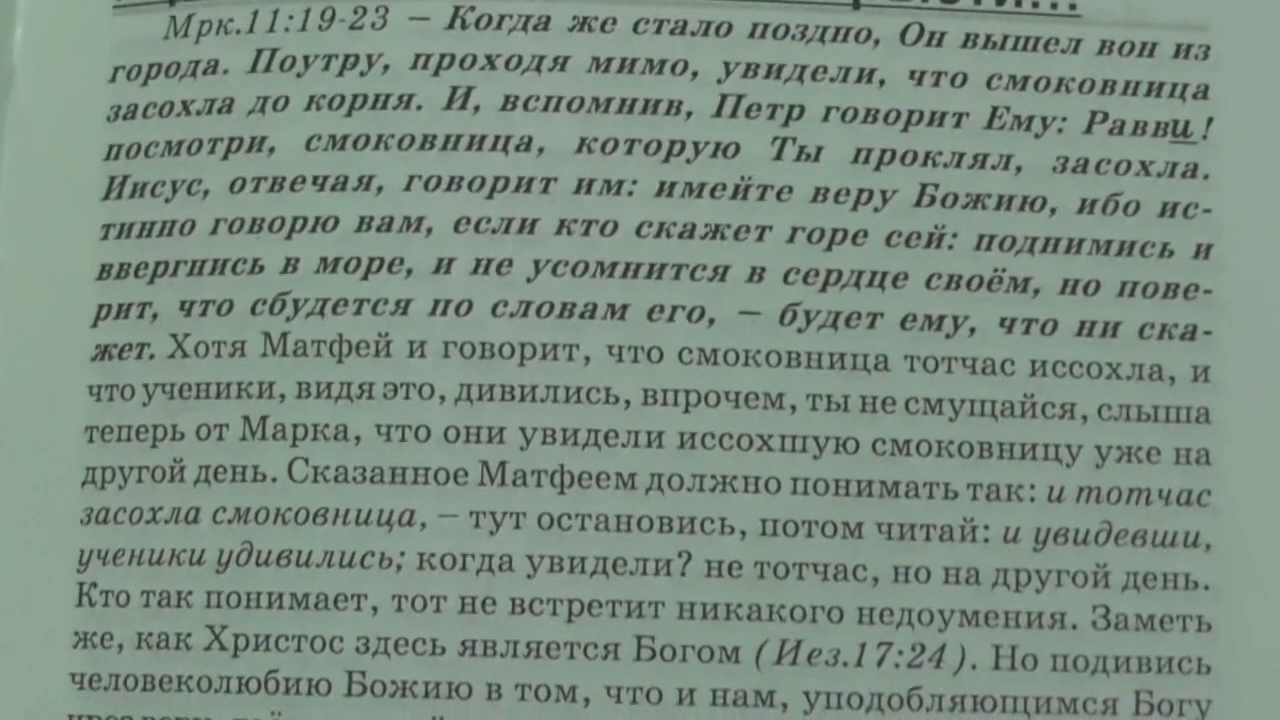 Мрк.11:19-23 – Когда же стало поздно, Он вышел вон из
города. Поутру, проходя мимо, увидели, что смоковница
засохла до корня. И, вспомнив, Петр говорит Ему: Равви!
посмотри, смоковница, которую Ты проклял, засохла.
Иисус, отвечая, говорит им: имейте веру Божию, ибо ис-
тинно говорю вам, если кто скажет горе сей: поднимись и
ввергнись в море, и не усомнится в сердце своём, но пове-
рит, что сбудется по словам его, – будет ему, что ни ска-
жет. Хотя Матфей и говорит, что смоковница тотчас иссохла, и
что ученики, видя это, дивились, впрочем, ты не смущайся, слыша
теперь от Марка, что они увидели иссохшую смоковницу уже на
другой день. Сказанное Матфеем должно понимать так: и тотчас
засохла смоковница, – тут остановись, потом читай: и увидевши,
ученики удивились; когда увидели? не тотчас, но на другой день.
Кто так понимает, тот не встретит никакого недоумения. Заметь
же, как Христос здесь является Богом (Иез.17:24). Но подивись
человеколюбию Божию в том, что и нам, уподобляющимся Богу